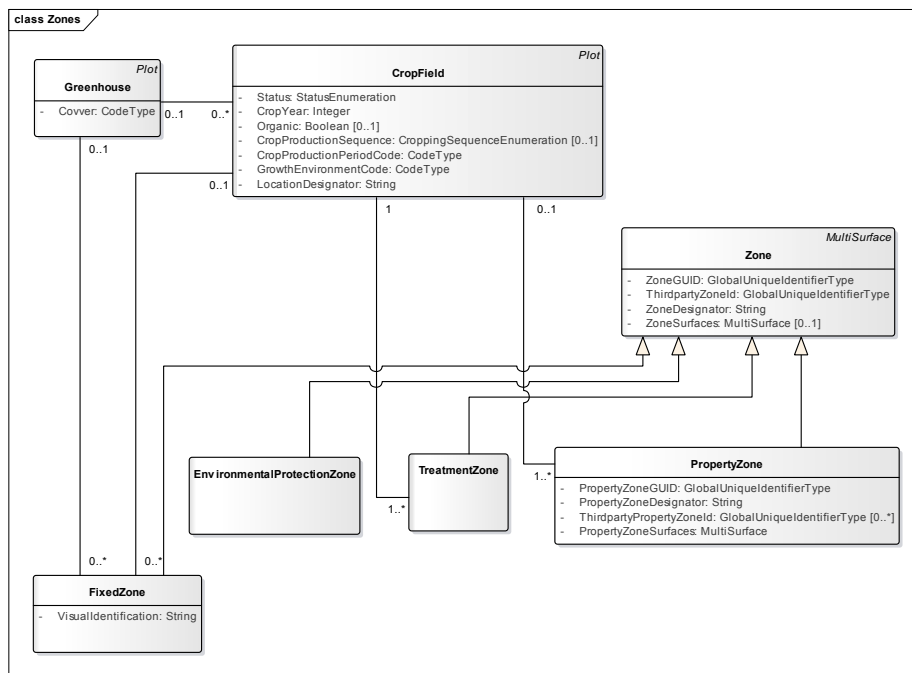 class Zones
Plot
Greenhouse
- Covver: CodeType
Plot
CropField
- Status: StatusEnumeration
- CropYear: Integer
- Organic: Boolean [0..1]
- CropProductionSequence: CroppingSequenceEnumeration [0..1]
- CropProductionPeriodCode: CodeType
- GrowthEnvironmentCode: CodeType
- LocationDesignator: String
0..1
0..*
0..1
0..1
1
0..1
MultiSurface
Zone
- ZoneGUID: GlobalUniqueIdentifierType
- ThirdpartyZoneId: GlobalUniqueIdentifierType
- ZoneDesignator: String
- ZoneSurfaces: MultiSurface [0..1]
EnvironmentalProtectionZone
TreatmentZone
1..*
PropertyZone
- PropertyZoneGUID: GlobalUniqueIdentifierType
- PropertyZoneDesignator: String
- ThirdpartyPropertyZoneId: GlobalUniqueIdentifierType [0..*]
- PropertyZoneSurfaces: MultiSurface
1..*
0..*
0..*
FixedZone
- VisualIdentification: String